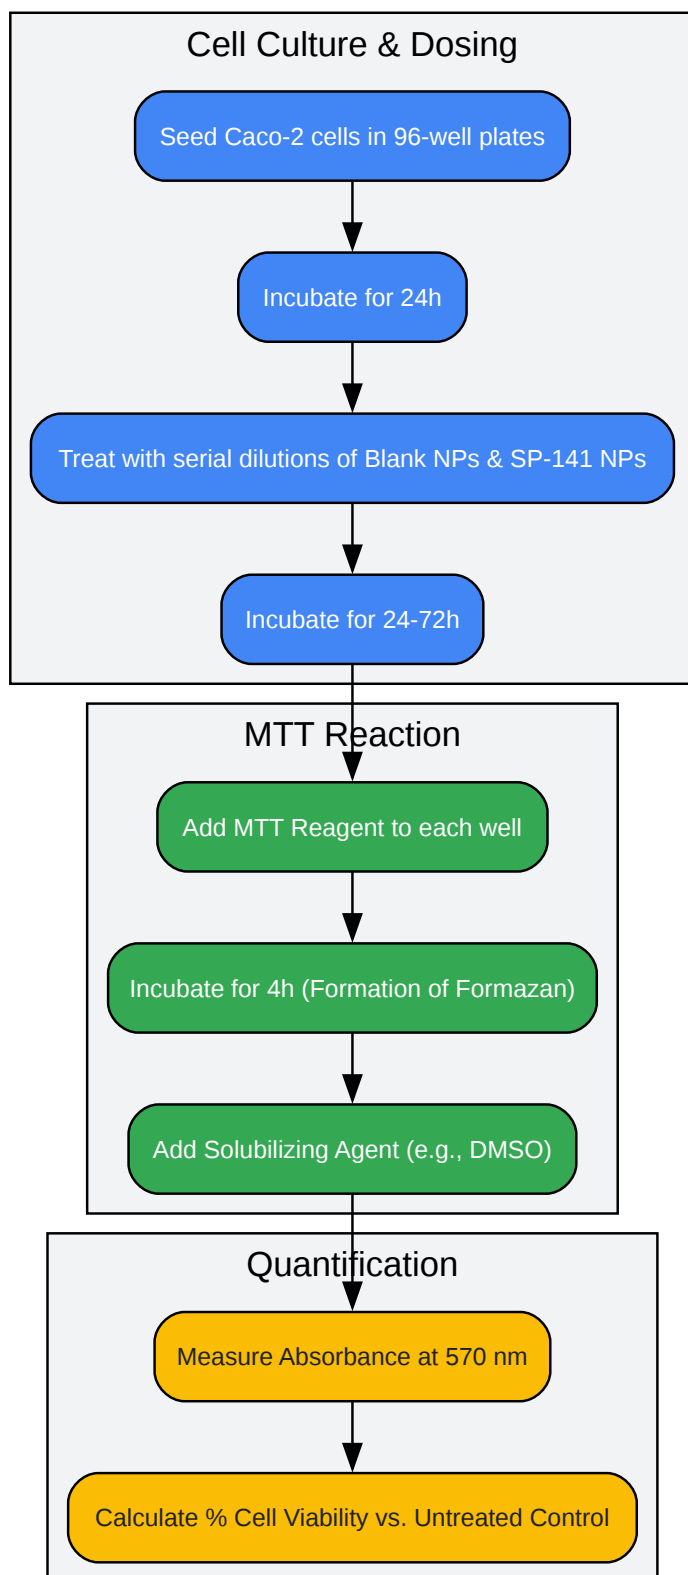 Cell Culture & Dosing
Seed Caco-2 cells in 96-well plates
Incubate for 24h
Treat with serial dilutions of Blank NPs & SP-141 NPs
Incubate for 24-72h
MTT Reaction
Add MTT Reagent to each well
Incubate for 4h (Formation of Formazan)
Add Solubilizing Agent (e.g., DMSO)
Quantification
Measure Absorbance at 570 nm
Calculate % Cell Viability vs. Untreated Control